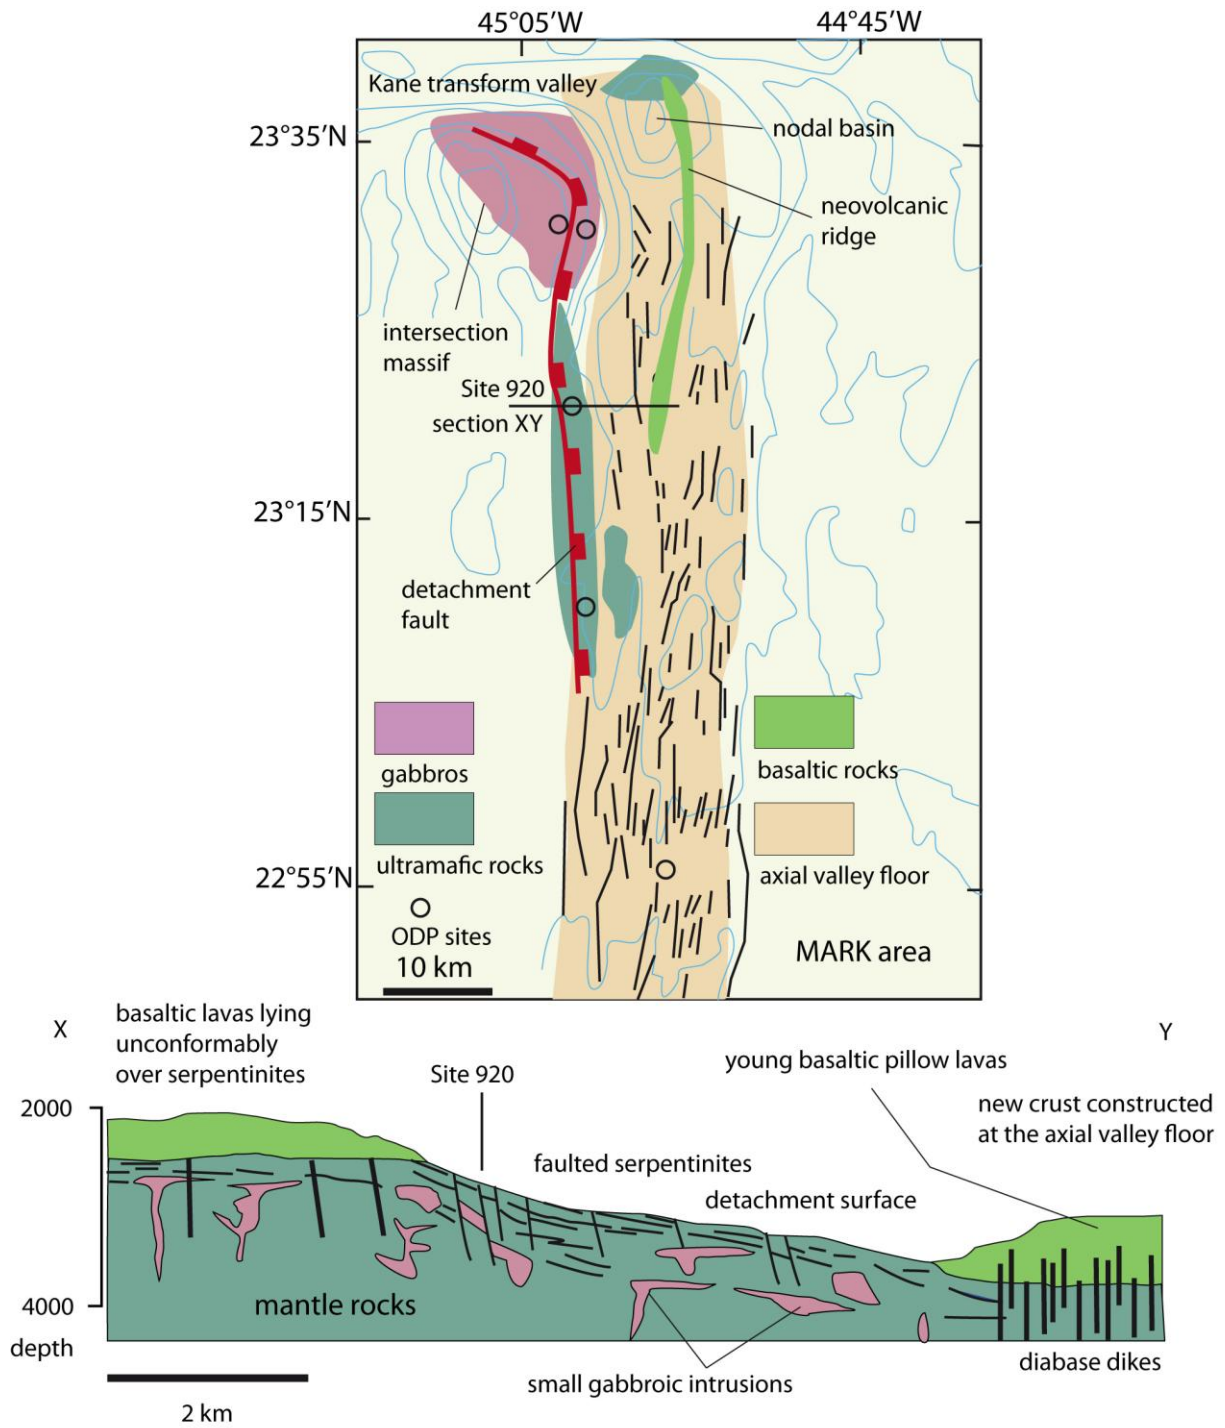 45°05′W
44°45′W
Kane transform valley
23°35′N
nodal basin
neovolcanic
ridge
intersection
massif
Site 920
section XY
23°15′N
detachment
fault
gabbros
basaltic rocks
ultramafic rocks
axial valley floor
22°55′N
ODP sites
10 km
MARK area
X
basaltic lavas lying
unconformably
over serpentinites
Site 920
young basaltic pillow lavas
Y
new crust constructed
at the axial valley floor
2000
faulted serpentinites
detachment surface
mantle rocks
4000
depth
small gabbroic intrusions
diabase dikes
2 km